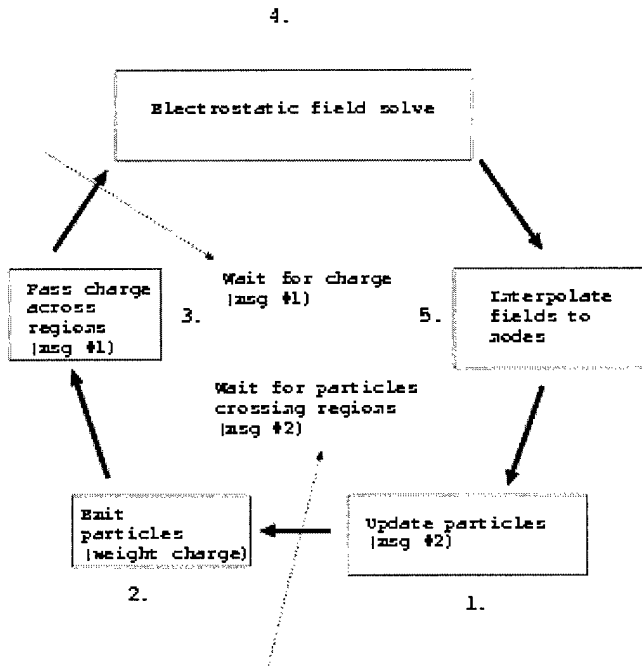 4.
Electrostatic field solve
Pass charge
across
regions
(msg #1)
3.
Wait for charge
(msg #1)
5.
Interpolate
fields to
nodes
Wait for particles
crossing regions
(msg #2)
Emit
particles
(weight charge)
2.
Update particles
(msg #2)
1.